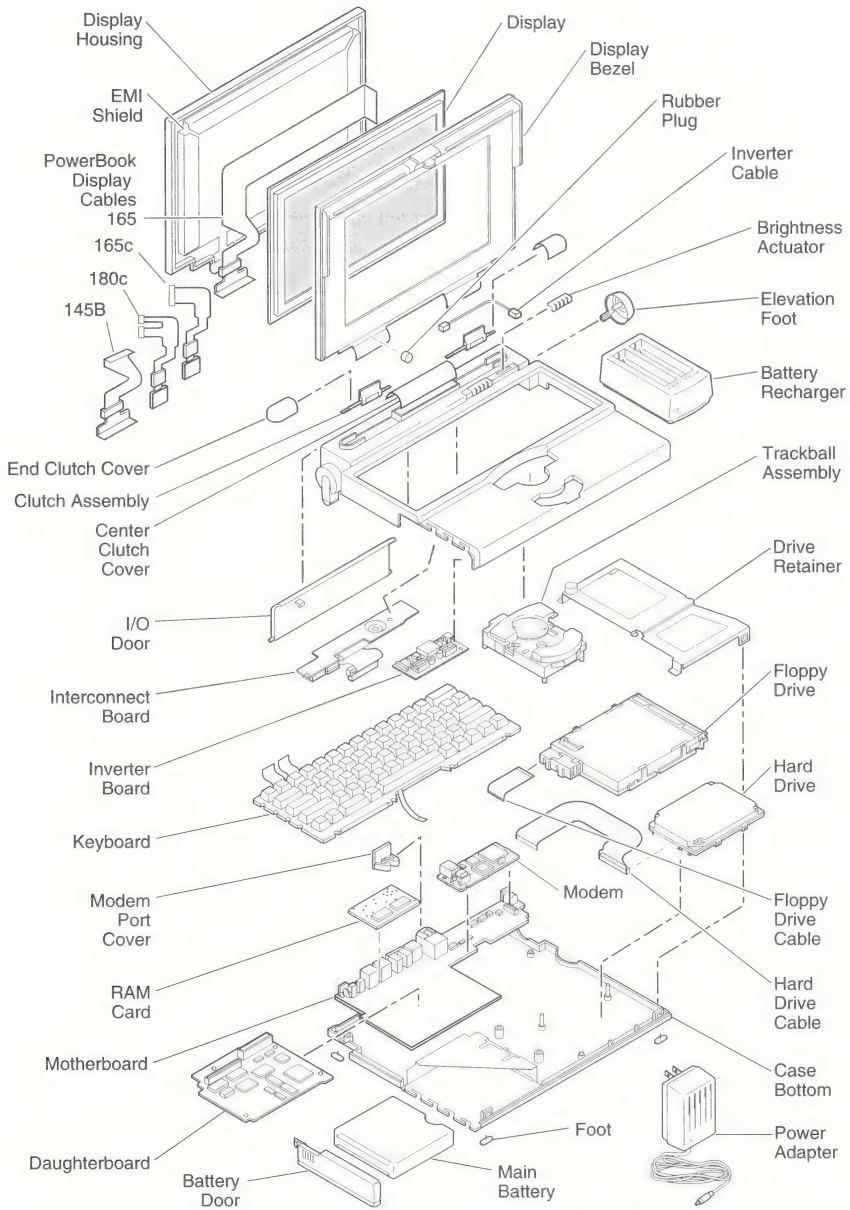 Display
Housing
EMI
Shield
PowerBook
Display
Cables
165
165c
180c
145B
End Clutch Cover
Clutch Assembly
Center
Clutch
Cover
I/O
Door
Interconnect
Board
Inverter
Board
Keyboard
Modem
Port
Cover
RAM
Card
Motherboard
Daughterboard
Battery
Door
Display
Display
Bezel
Rubber
Plug
Inverter
Cable
Brightness
Actuator
Elevation
Foot
Battery
Recharger
Trackball
Assembly
Drive
Retainer
Floppy
Drive
Hard
Drive
Modem
Floppy
Drive
Cable
Hard
Drive
Cable
Case
Bottom
Foot
Main
Battery
Power
Adapter